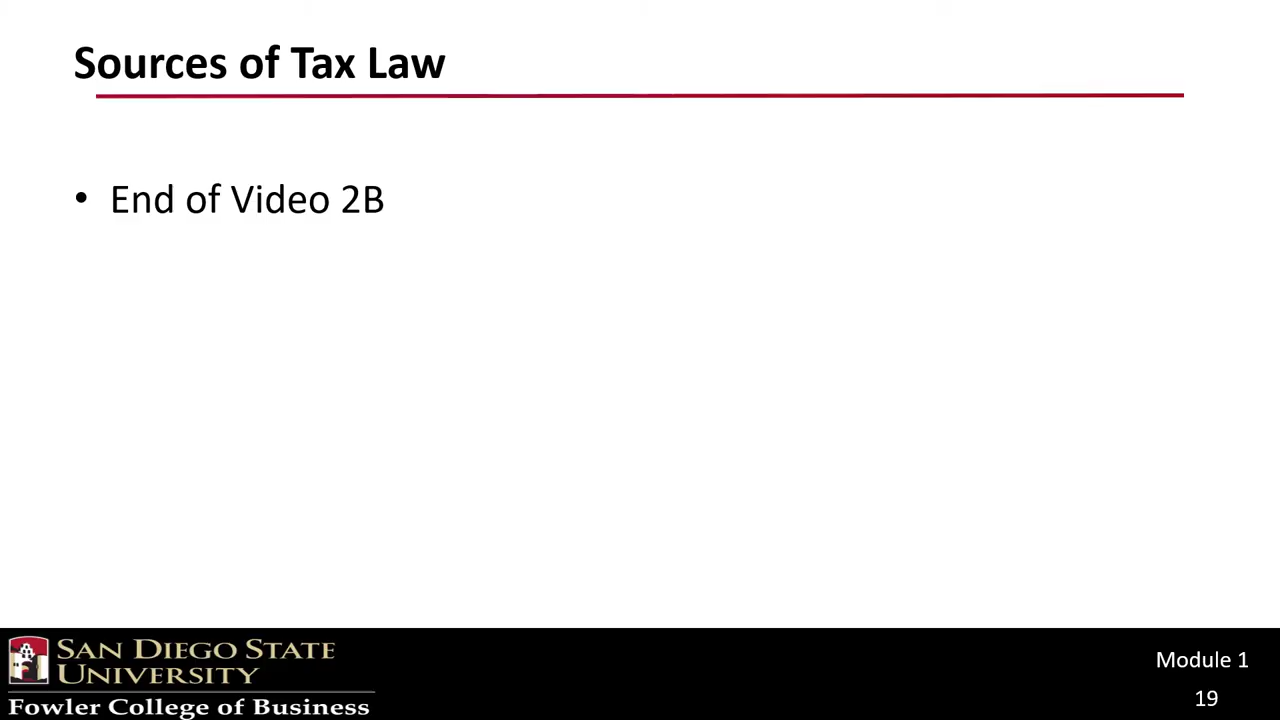 Sources of Tax Law
• End of Video 2B
SAN DIEGO STATE
UNIVERSITY
Fowler College of Business
Module 1
19